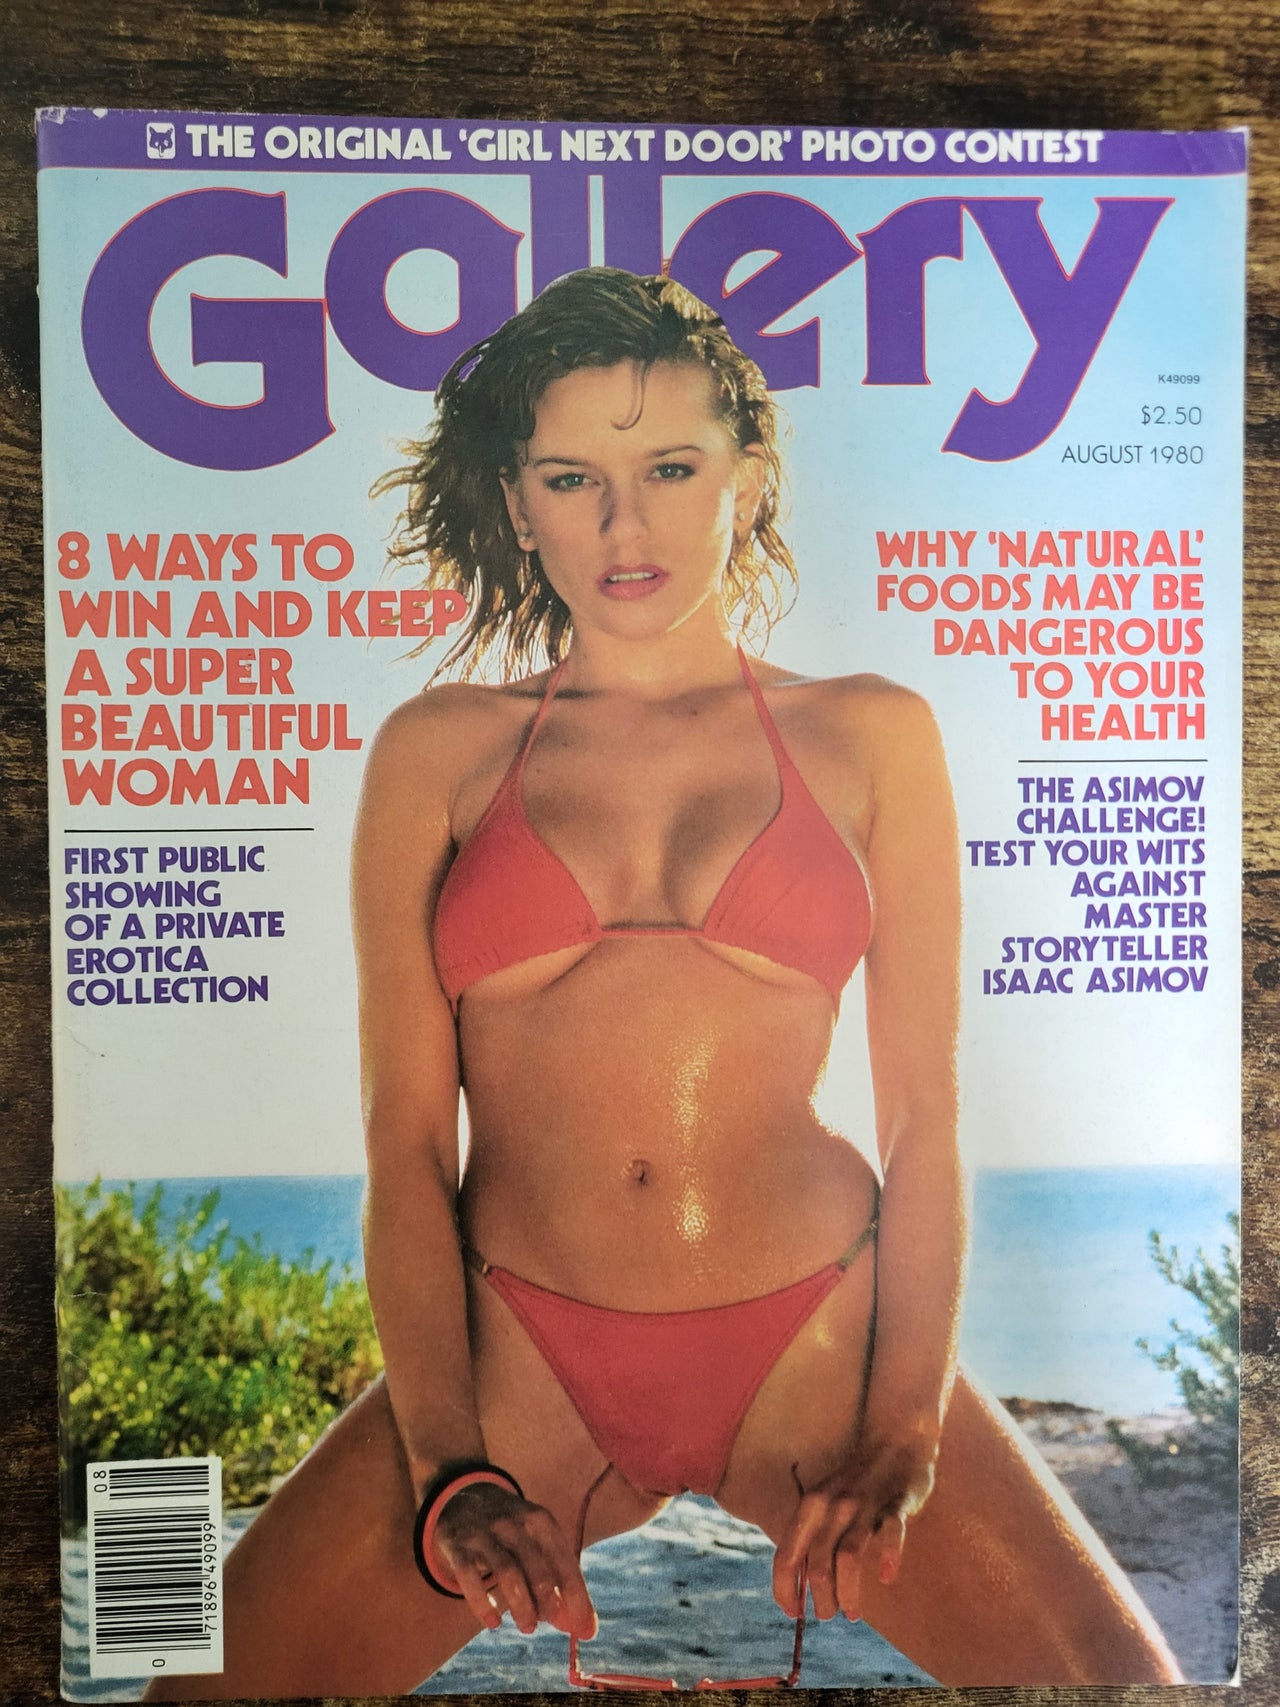 THE ORIGINAL 'GIRL NEXT DOOR' PHOTO CONTEST
Gallery
K49099
$2.50
AUGUST 1980
8 WAYS TO
WIN AND KEEP
A SUPER
BEAUTIFUL
WOMAN
FIRST PUBLIC
SHOWING
OF A PRIVATE
EROTICA
COLLECTION
WHY 'NATURAL'
FOODS MAY BE
DANGEROUS
TO YOUR
HEALTH
THE ASIMOV
CHALLENGE!
TEST YOUR WITS
AGAINST
MASTER
STORYTELLER
ISAAC ASIMOV
08
0 71896 49099